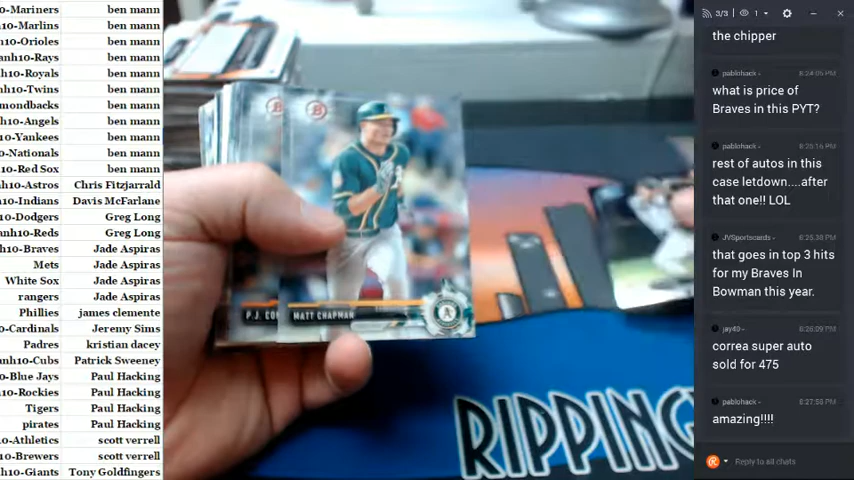 0-Mariners ben mann
0-Marlins ben mann
h10-Orioles ben mann
anh10-Rays ben mann
h10-Royals ben mann
nh10-Twins ben mann
mondbacks ben mann
h10-Angels ben mann
10-Yankees ben mann
0-Nationals ben mann
10-Red Sox ben mann
nh10-Astros Chris Fitzjarrald
10-Indians Davis McFarlane
h10-Dodgers Greg Long
anh10-Reds Greg Long
h10-Braves Jade Aspiras
Mets Jade Aspiras
White Sox Jade Aspiras
rangers Jade Aspiras
Phillies james clemente
0-Cardinals Jeremy Sims
Padres kristian dacey
anh10-Cubs Patrick Sweeney
0-Blue Jays Paul Hacking
h10-Rockies Paul Hacking
Tigers Paul Hacking
pirates Paul Hacking
0-Athletics scott verrell
0-Brewers scott verrell
nh10-Giants Tony Goldfingers
B
B
A
P.J. CON
MATT CHAPMAN
A
RIPPING
3/3 1
the chipper
pablohack - 8:24:05 PM
what is price of
Braves in this PYT?
pablohack - 8:25:16 PM
rest of autos in this
case letdown....after
that one!! LOL
JVSportscards - 8:25:38 PM
that goes in top 3 hits
for my Braves In
Bowman this year.
jay40 - 8:26:09 PM
correa super auto
sold for 475
pablohack - 8:27:58 PM
amazing!!!!
Reply to all chats